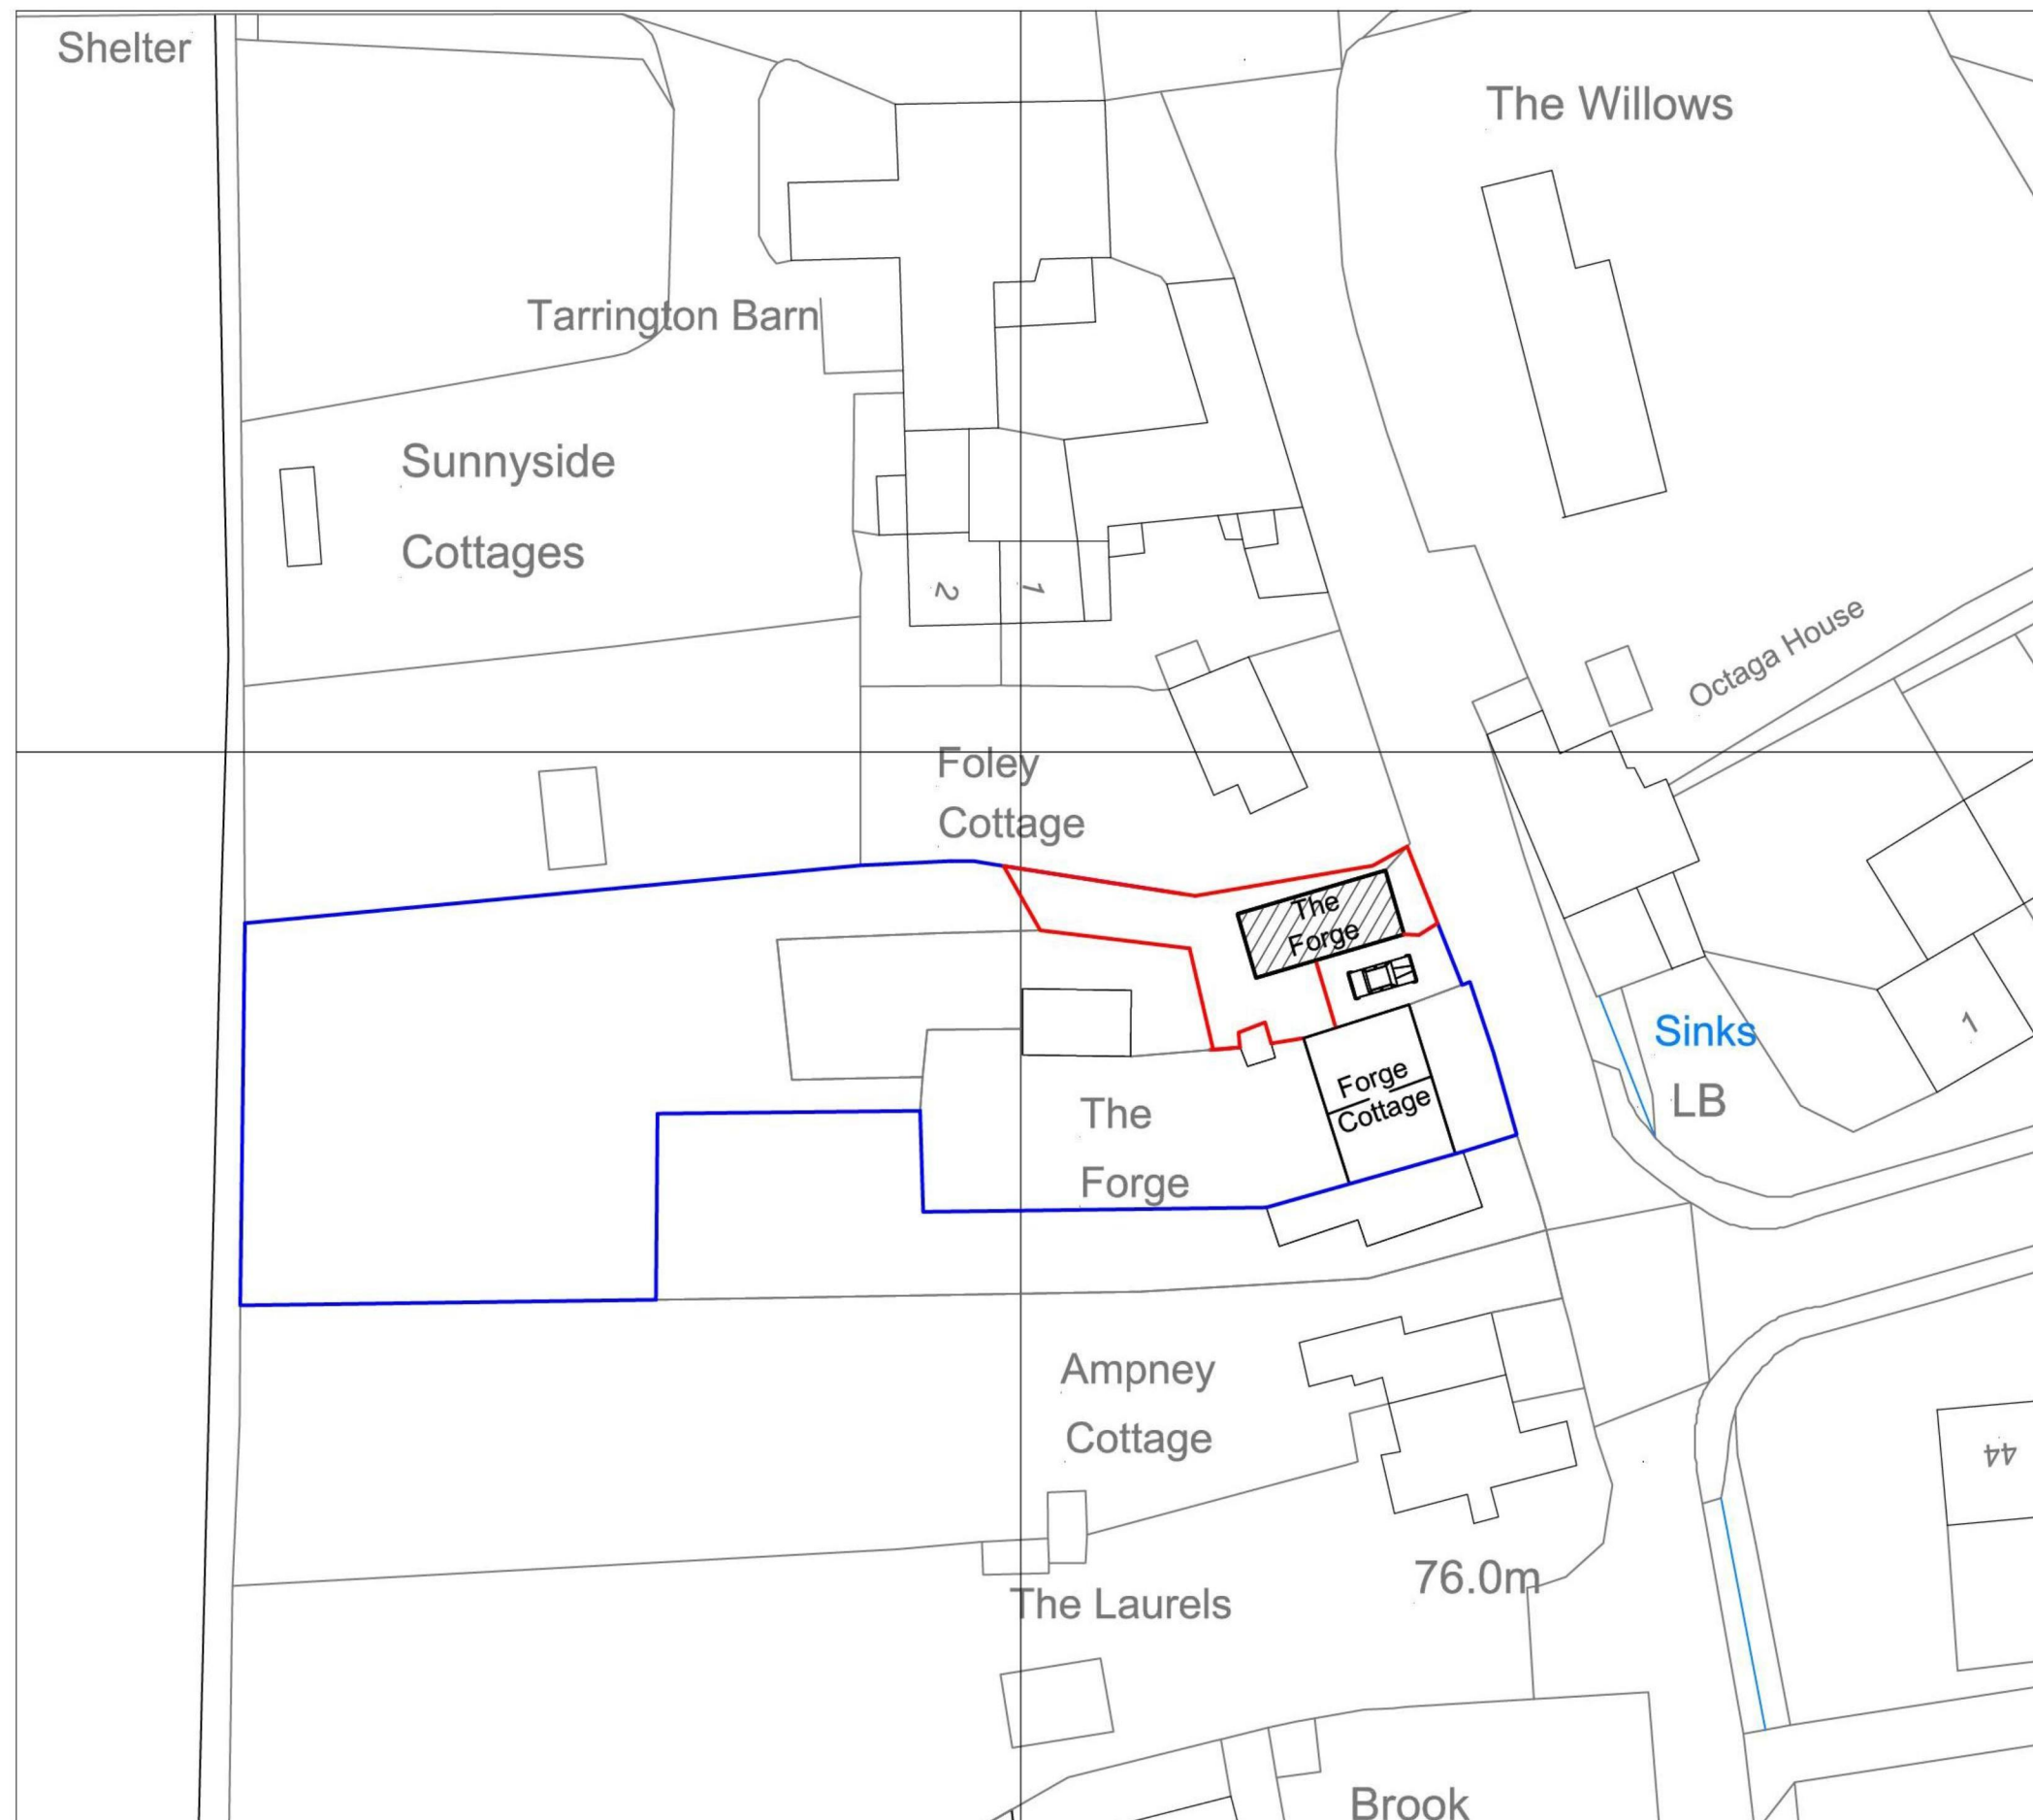 Shelter
The Willows
Tarrington Barn
Sunnyside
Cottages
2
1
Octaga House
Foley
Cottage
The
Forge
Sinks
LB
1
Forge
Cottage
The
Forge
Ampney
Cottage
44
76.0m
The Laurels
Brook